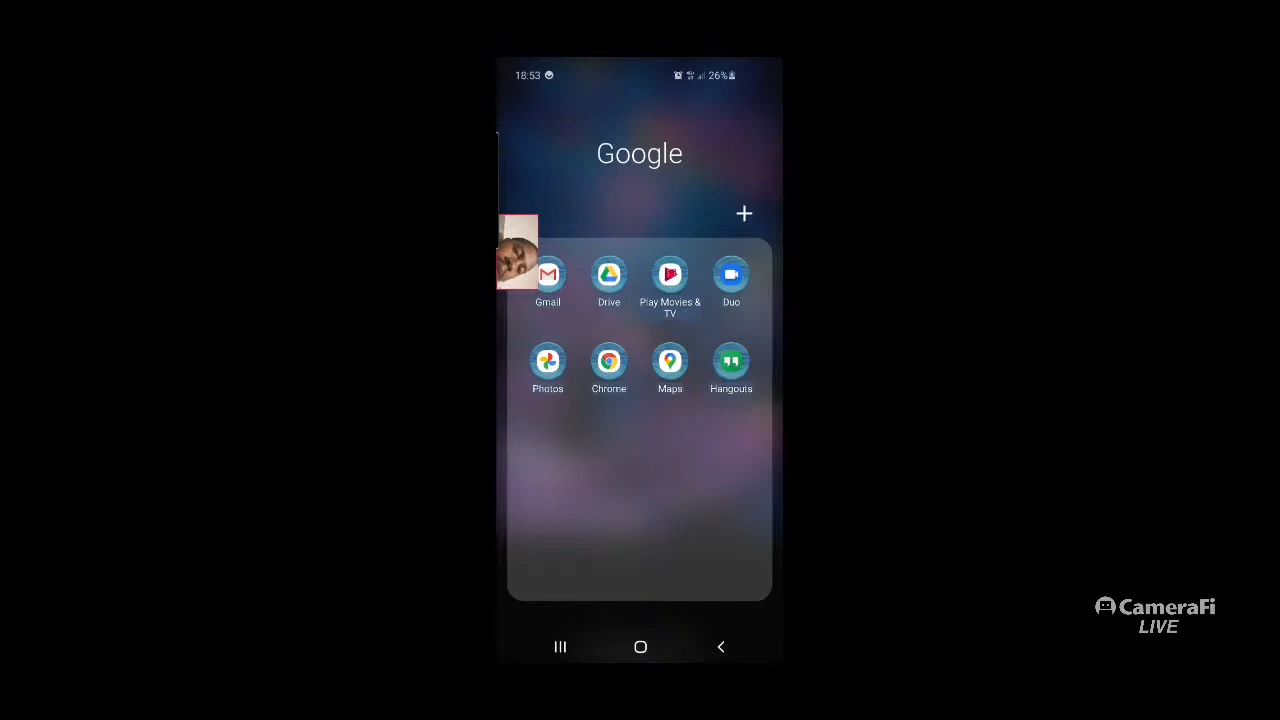 18:53 26%
Google
+
Gmail Drive Play Movies & TV Duo
Photos Chrome Maps Hangouts
CameraFi
LIVE